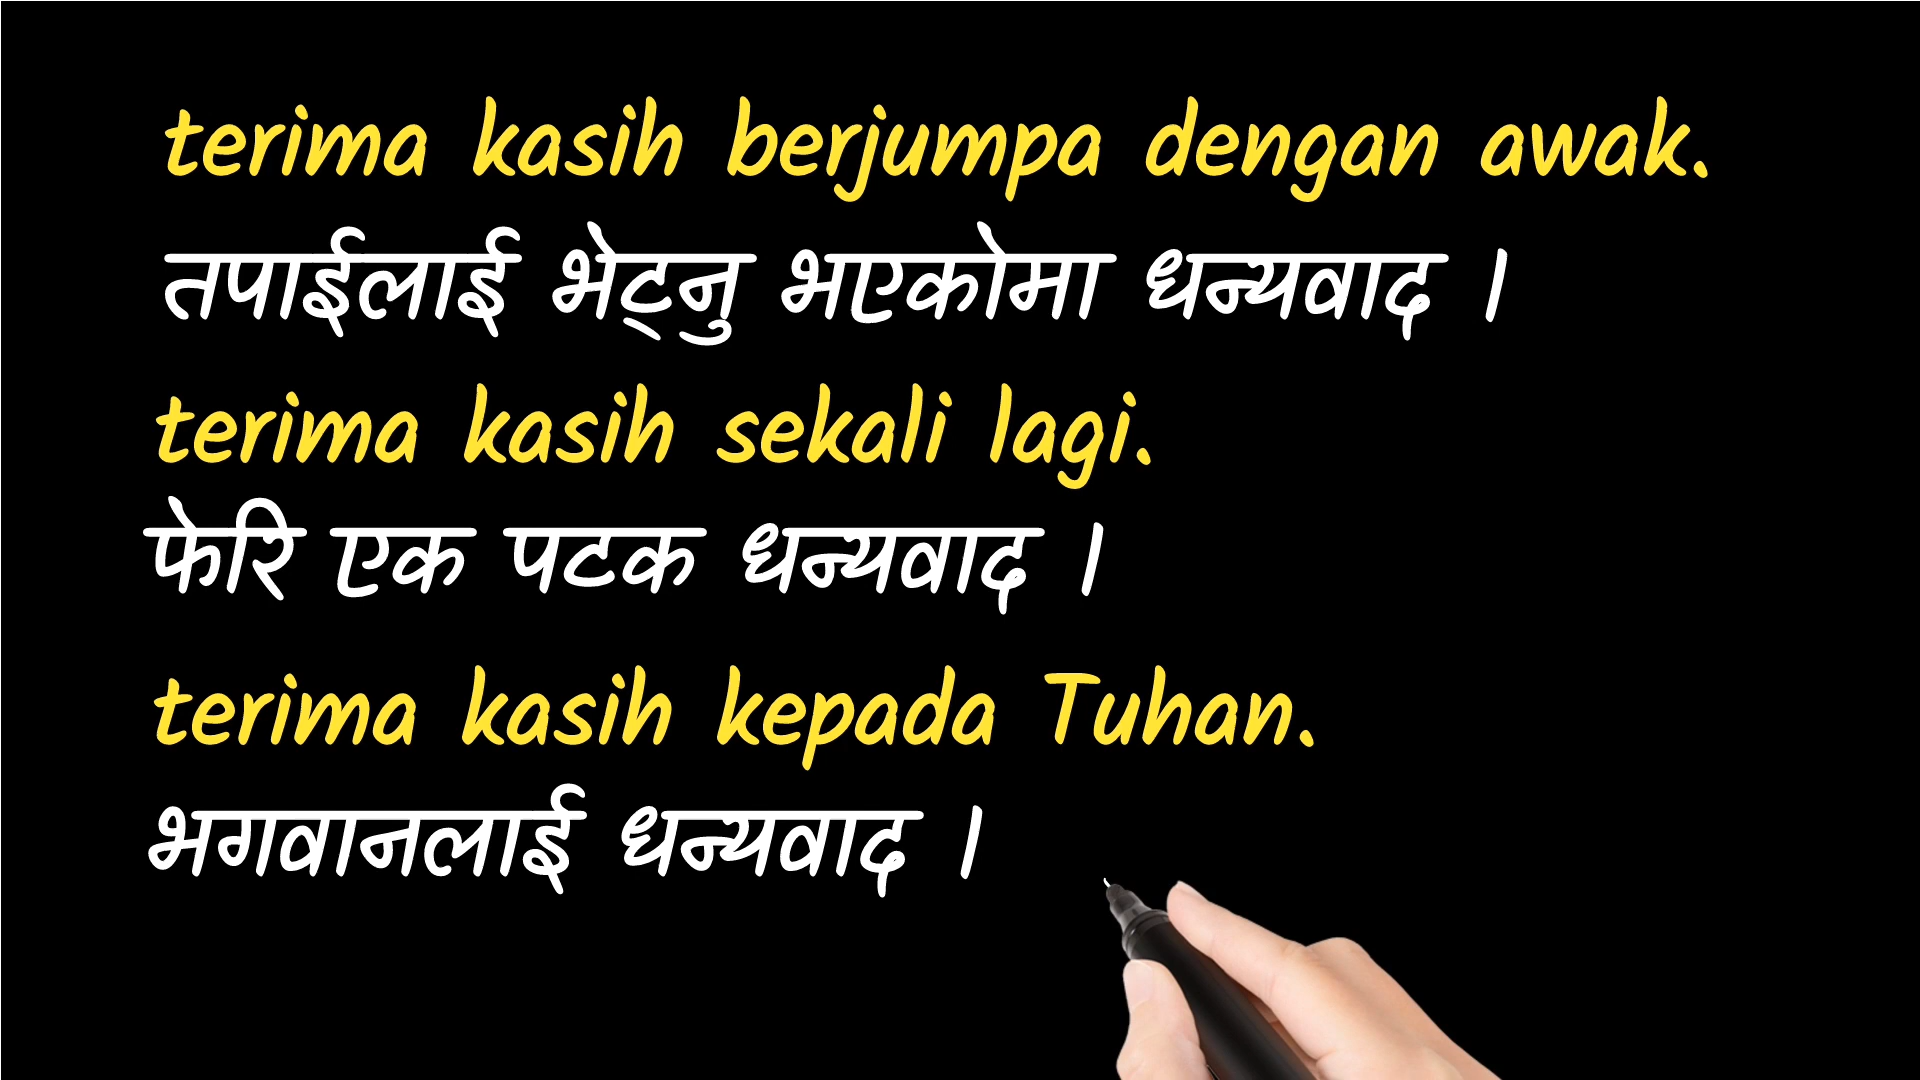 terima kasih berjumpa dengan awak.
तपाईलाई भेट्नु भएकोमा धन्यवाद ।
terima kasih sekali lagi.
फेरि एक पटक धन्यवाद ।
terima kasih kepada Tuhan.
भगवानलाई धन्यवाद ।